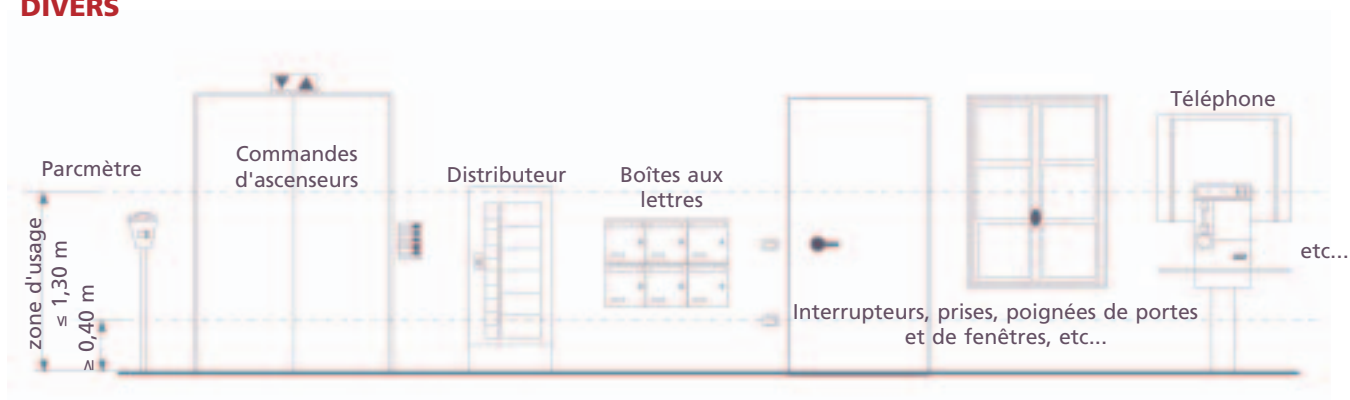 DIVERS
Téléphone
Parcmètre
Commandes
d'ascenseurs
Distributeur
Boîtes aux
lettres
zone d'usage
≤ 1,30 m
≥ 0,40 m
etc...
Interrupteurs, prises, poignées de portes
et de fenêtres, etc...